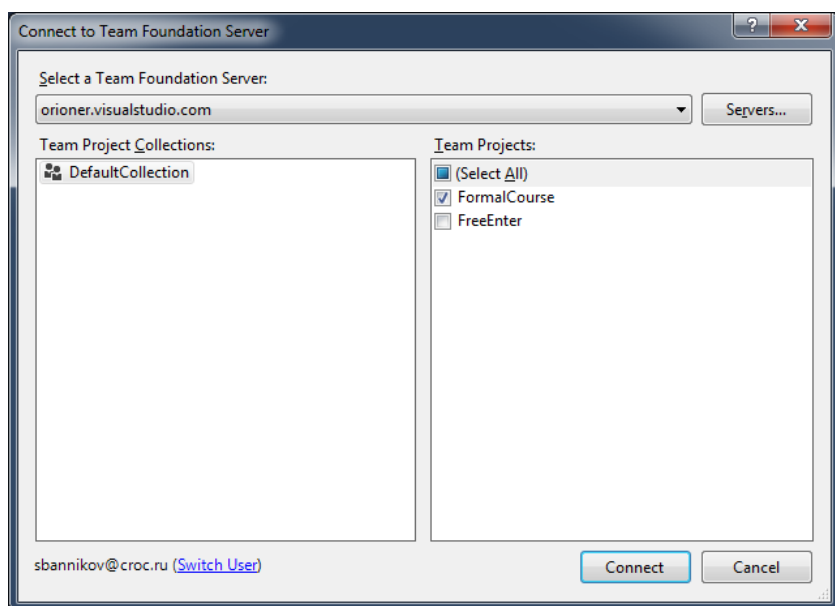 Connect to Team Foundation Server
Select a Team Foundation Server:
orioner.visualstudio.com
Servers...
Team Project Collections:
Team Projects:
DefaultCollection
(Select All)
FormalCourse
FreeEnter
sbannikov@croc.ru (Switch User)
Connect
Cancel